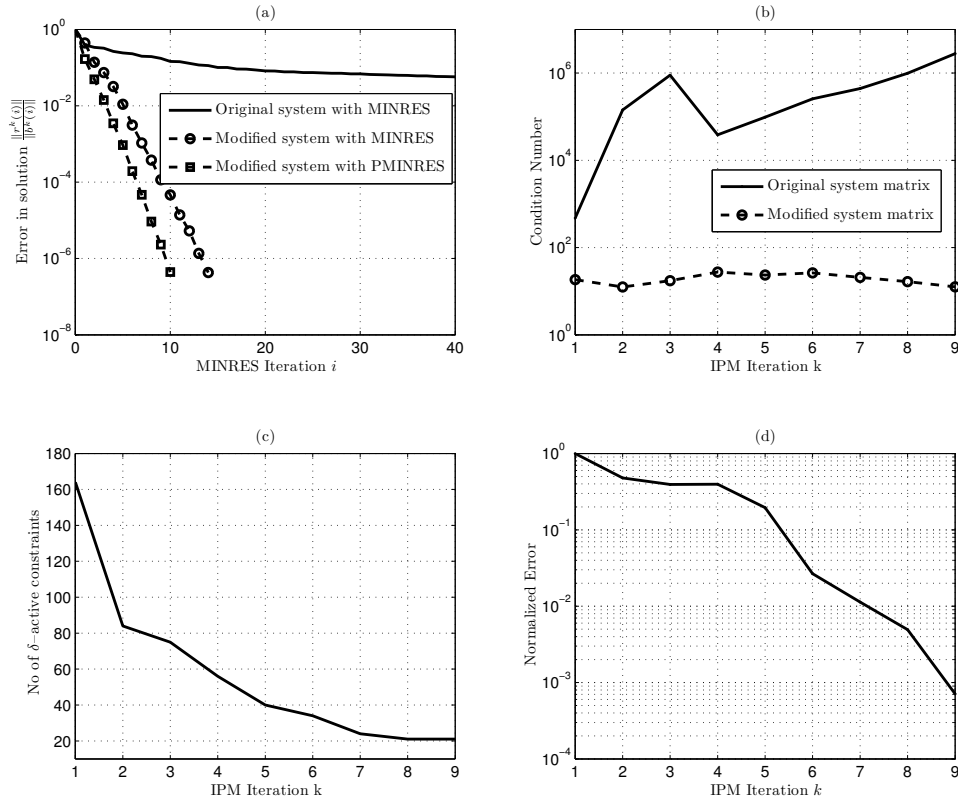 (a)
10^0
10^−2
10^−4
10^−6
10^−8
Error in solution ‖r^k(i)‖/‖b^k(i)‖
Original system with MINRES
Modified system with MINRES
Modified system with PMINRES
0 10 20 30 40
MINRES Iteration i
(b)
10^6
10^4
10^2
10^0
Condition Number
Original system matrix
Modified system matrix
1 2 3 4 5 6 7 8 9
IPM Iteration k
(c)
180
160
140
120
100
80
60
40
20
No of δ−active constraints
1 2 3 4 5 6 7 8 9
IPM Iteration k
(d)
10^0
10^−1
10^−2
10^−3
10^−4
Normalized Error
1 2 3 4 5 6 7 8 9
IPM Iteration k